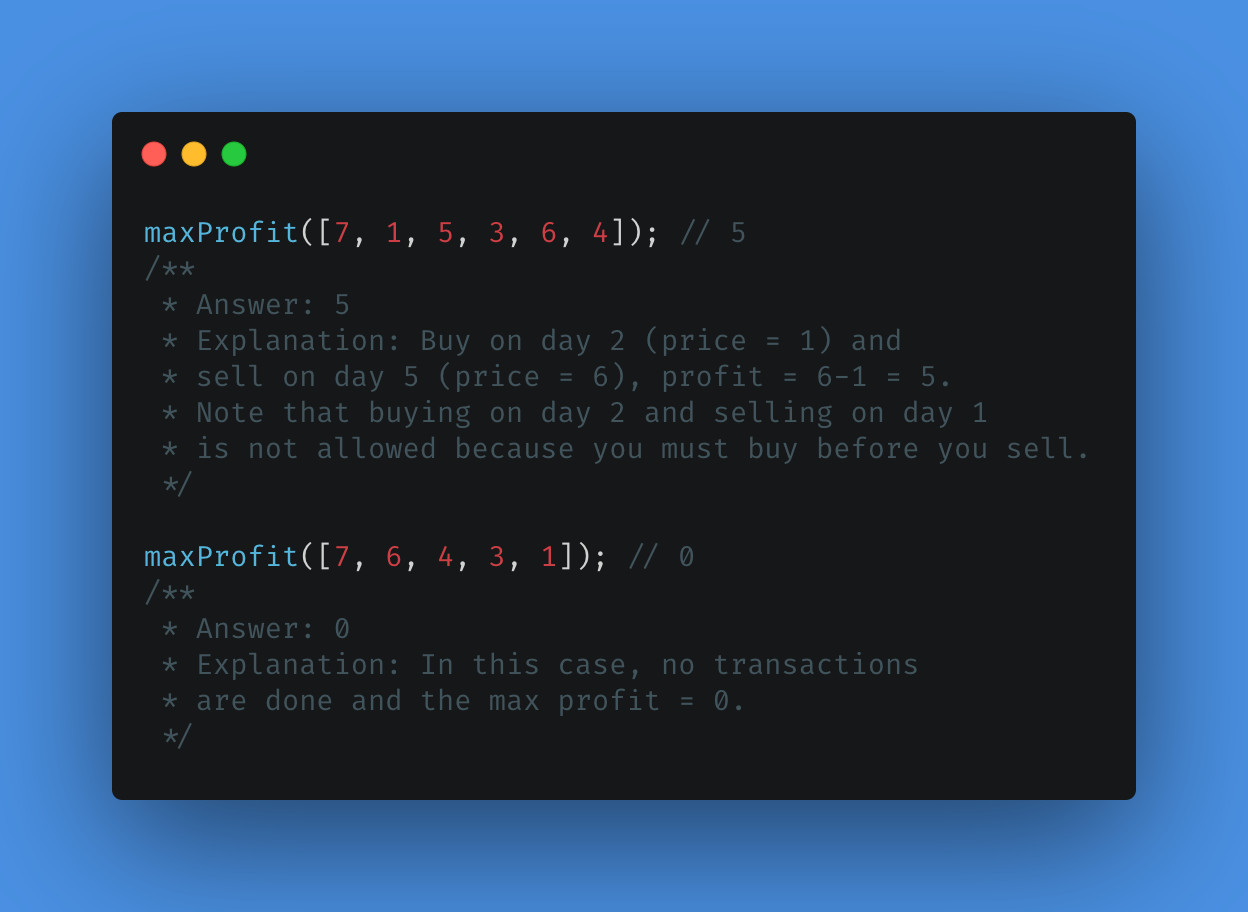 maxProfit([7, 1, 5, 3, 6, 4]); // 5
/**
 * Answer: 5
 * Explanation: Buy on day 2 (price = 1) and
 * sell on day 5 (price = 6), profit = 6-1 = 5.
 * Note that buying on day 2 and selling on day 1
 * is not allowed because you must buy before you sell.
 */

maxProfit([7, 6, 4, 3, 1]); // 0
/**
 * Answer: 0
 * Explanation: In this case, no transactions
 * are done and the max profit = 0.
 */